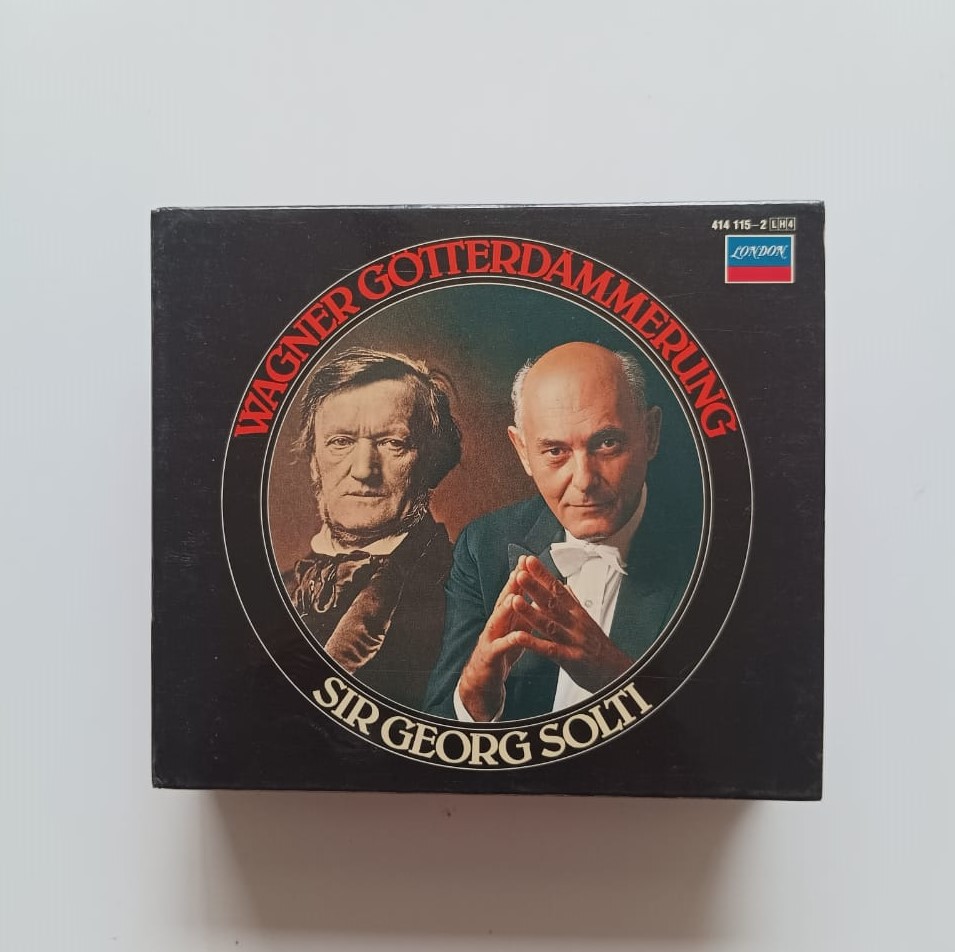 414 115-2 LH4
LONDON
WAGNER GÖTTERDÄMMERUNG
SIR GEORG SOLTI